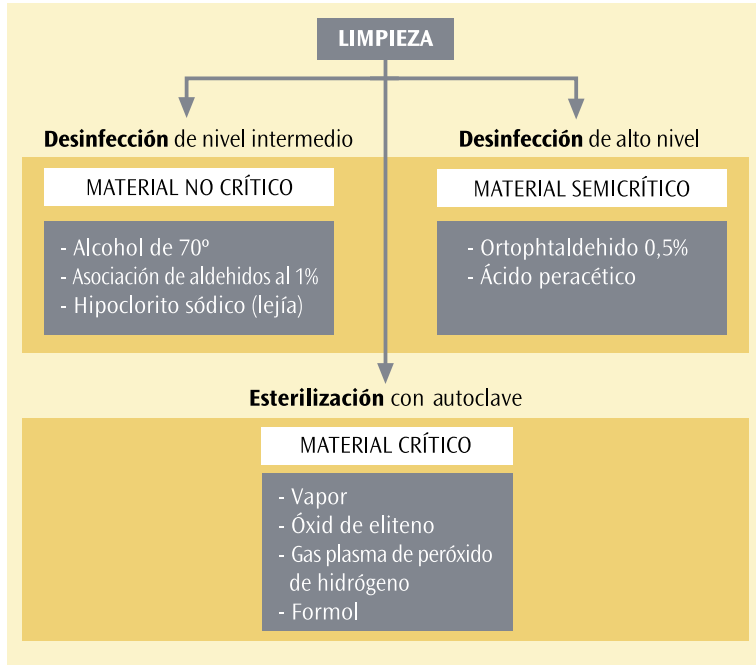 LIMPIEZA
Desinfección de nivel intermedio
MATERIAL NO CRÍTICO
- Alcohol de 70º
- Asociación de aldehidos al 1%
- Hipoclorito sódico (lejía)
Desinfección de alto nivel
MATERIAL SEMICRÍTICO
- Ortophtaldehido 0,5%
- Ácido peracético
Esterilización con autoclave
MATERIAL CRÍTICO
- Vapor
- Óxid de eliteno
- Gas plasma de peróxido
de hidrógeno
- Formol